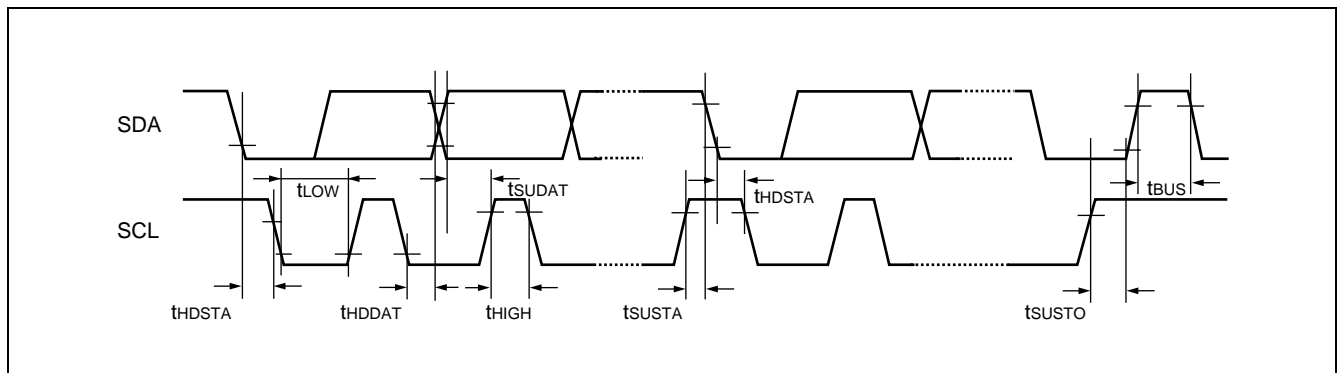 SDA
tLOW
tSUDAT
tHDSTA
tBUS
SCL
tHDSTA
tHDDAT
tHIGH
tSUSTA
tSUSTO